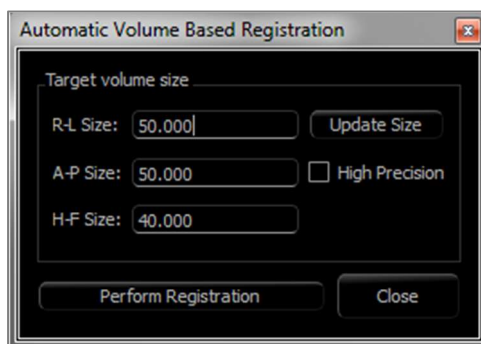 Automatic Volume Based Registration
Target volume size
R-L Size: 50.000 Update Size
A-P Size: 50.000 High Precision
H-F Size: 40.000
Perform Registration Close